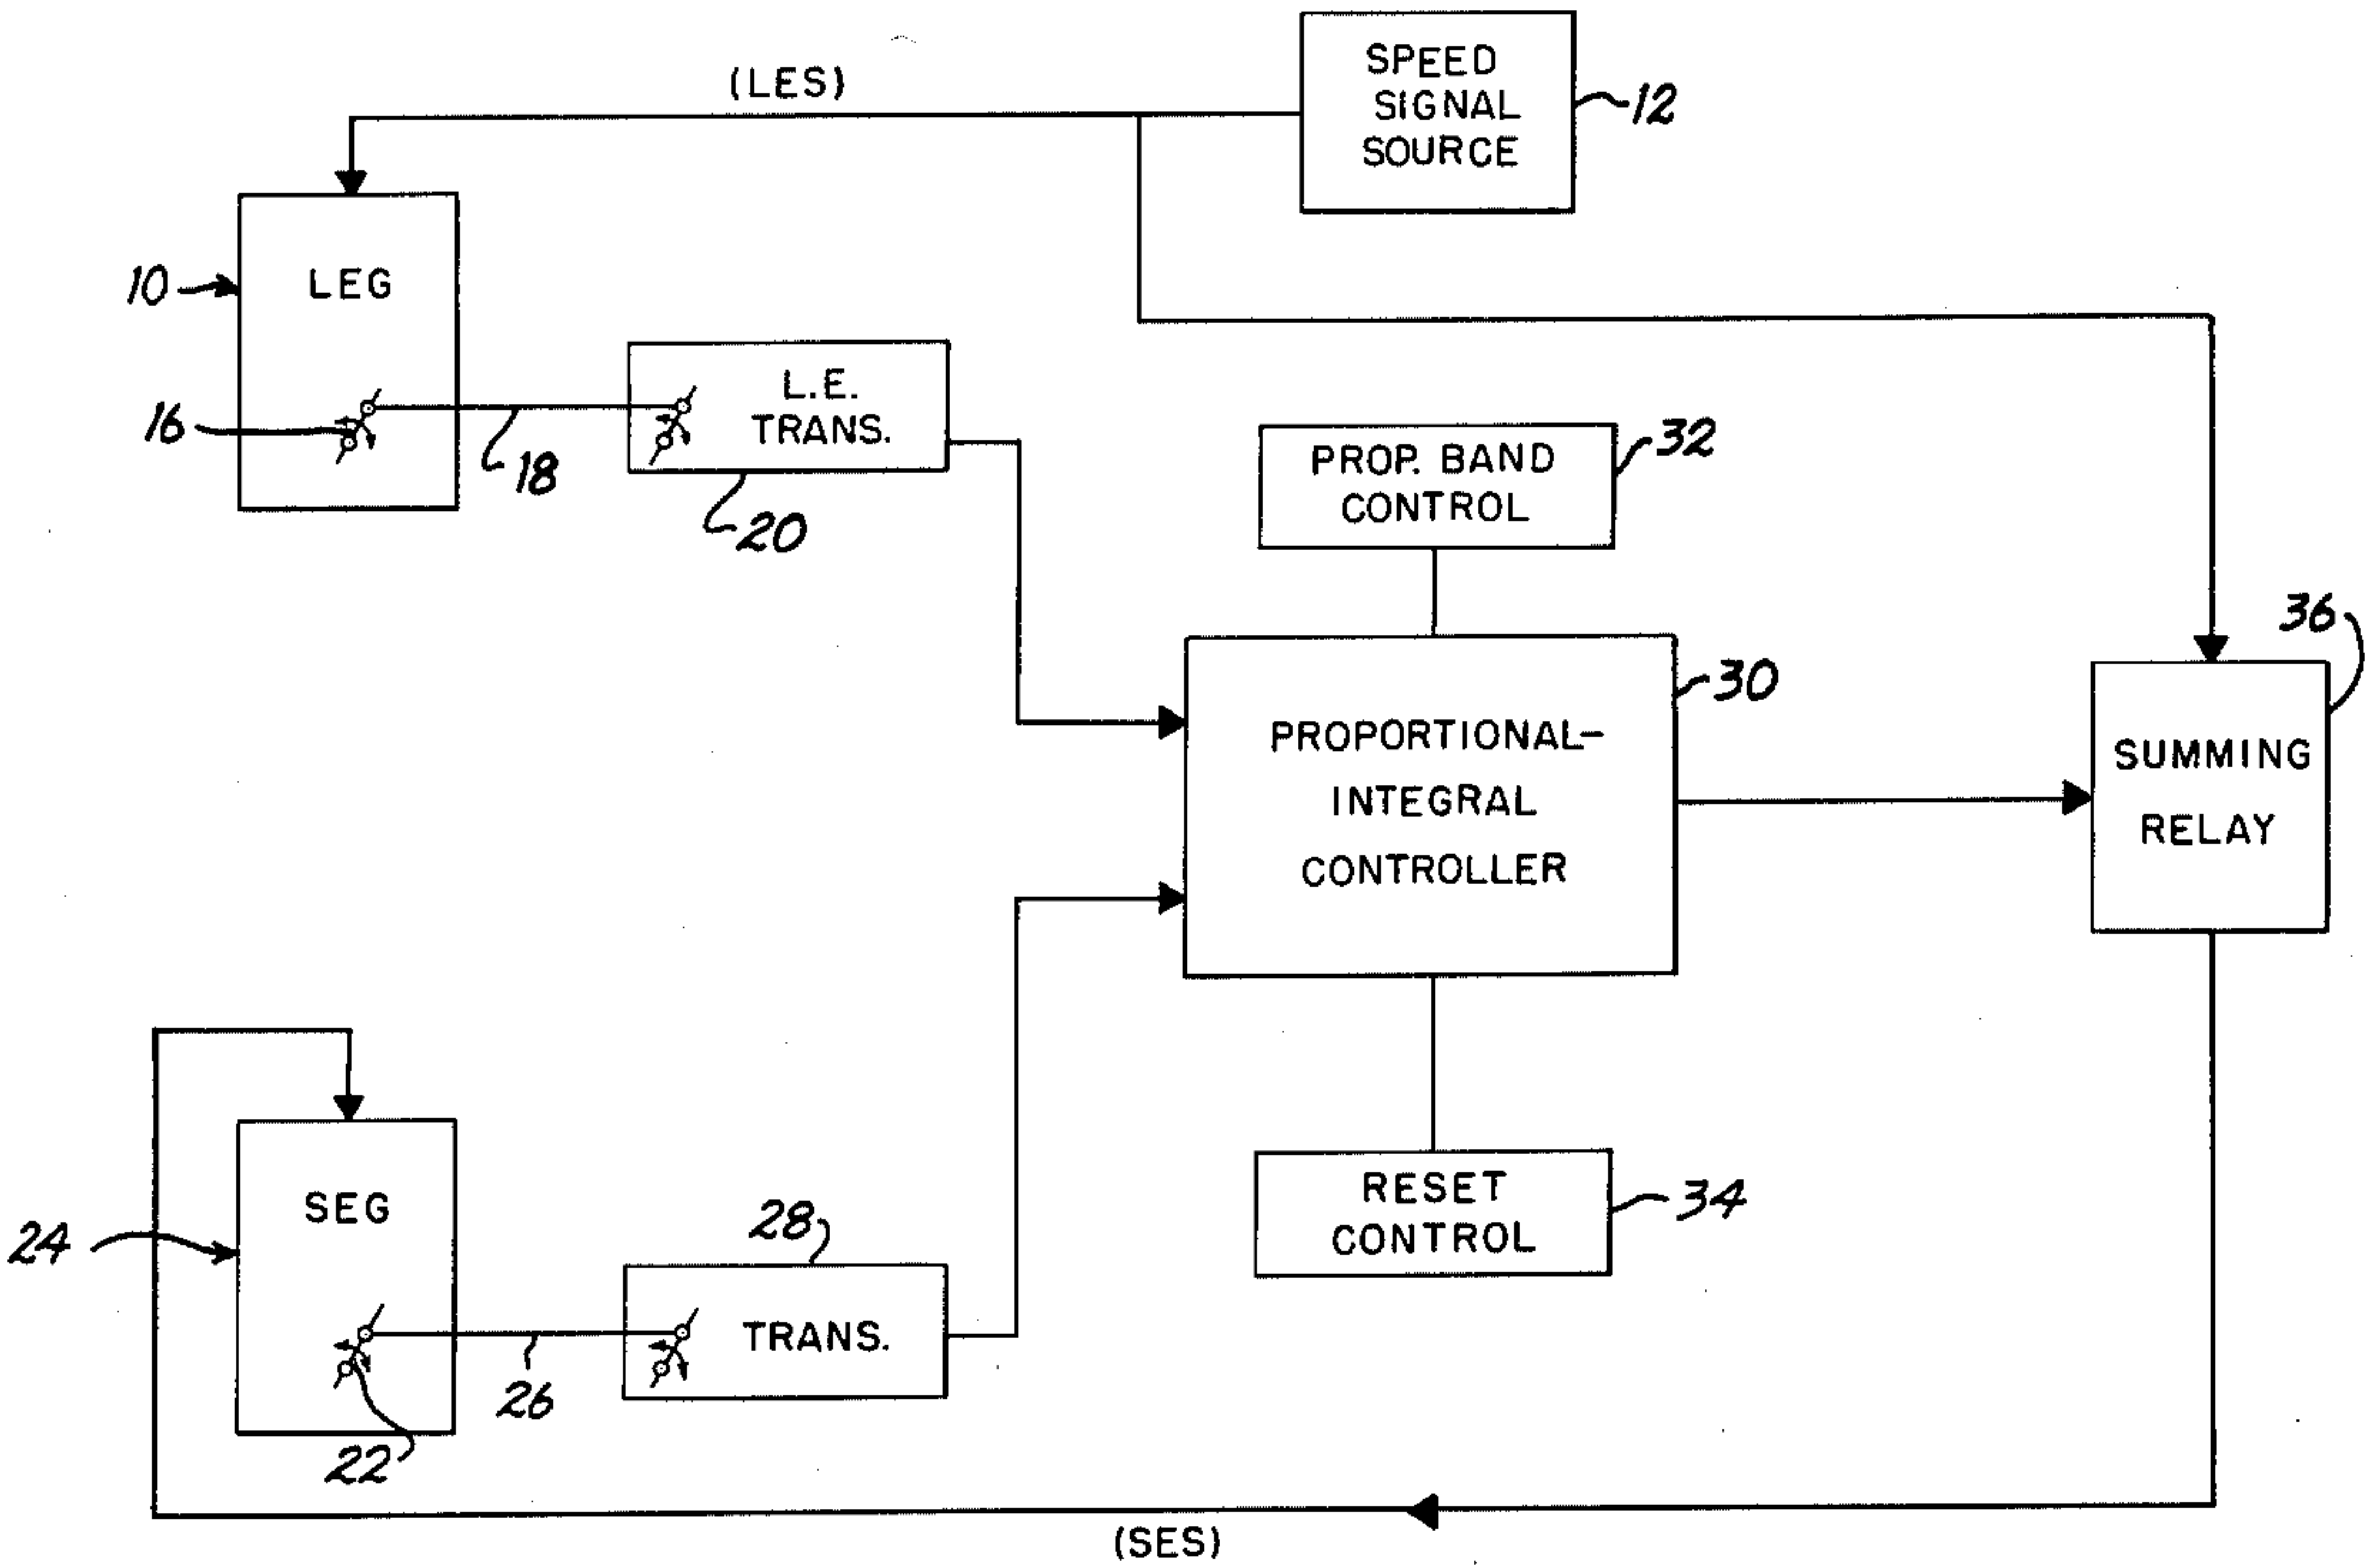 (LES)
SPEED
SIGNAL
SOURCE
12
10
LEG
16
18
L.E.
TRANS.
20
PROP. BAND
CONTROL
32
36
30
PROPORTIONAL-
INTEGRAL
CONTROLLER
SUMMING
RELAY
24
SEG
22
26
28
TRANS.
RESET
CONTROL
34
(SES)